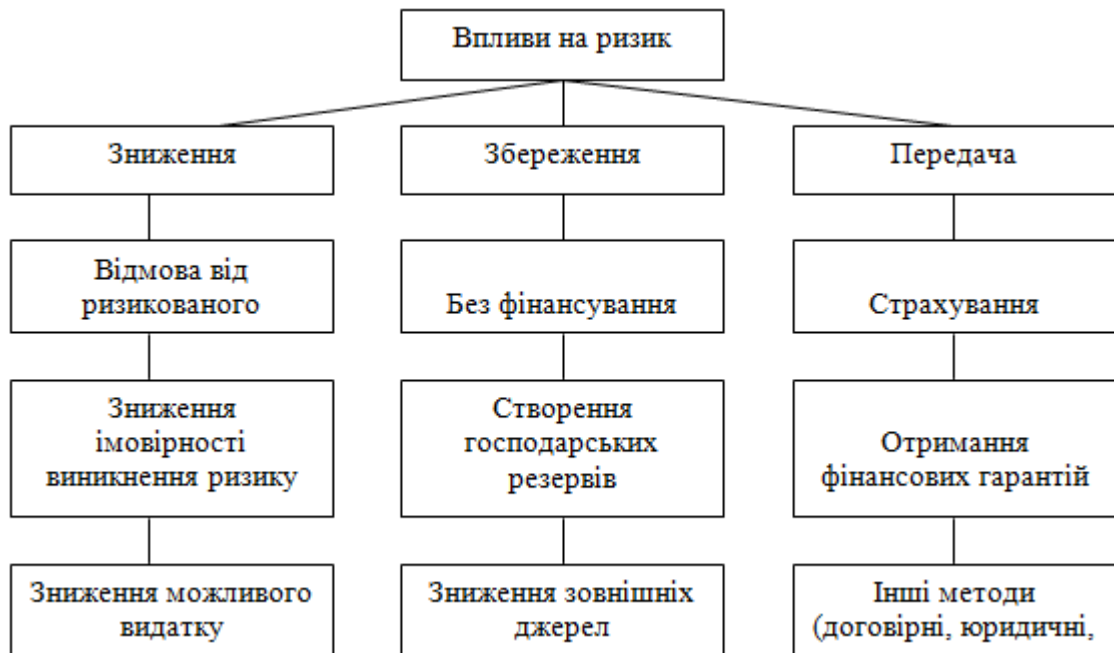 Впливи на ризик
Зниження
Збереження
Передача
Відмова від
ризикованого
Без фінансування
Страхування
Зниження
імовірності
виникнення ризику
Створення
господарських
резервів
Отримання
фінансових гарантій
Зниження можливого
видатку
Зниження зовнішніх
джерел
Інші методи
(договірні, юридичні,